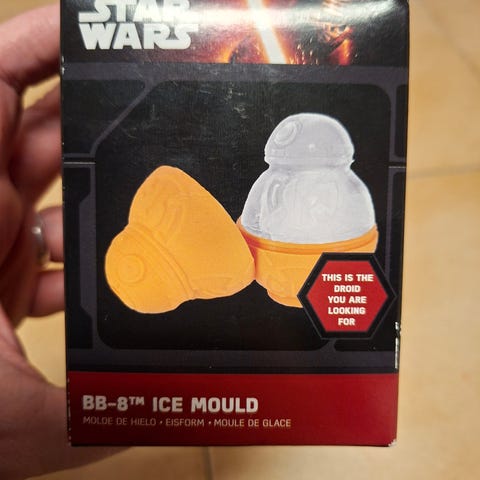 STAR
WARS
THIS IS THE
DROID
YOU ARE
LOOKING
FOR
BB-8™ ICE MOULD
MOLDE DE HIELO • EISFORM • MOULE DE GLACE